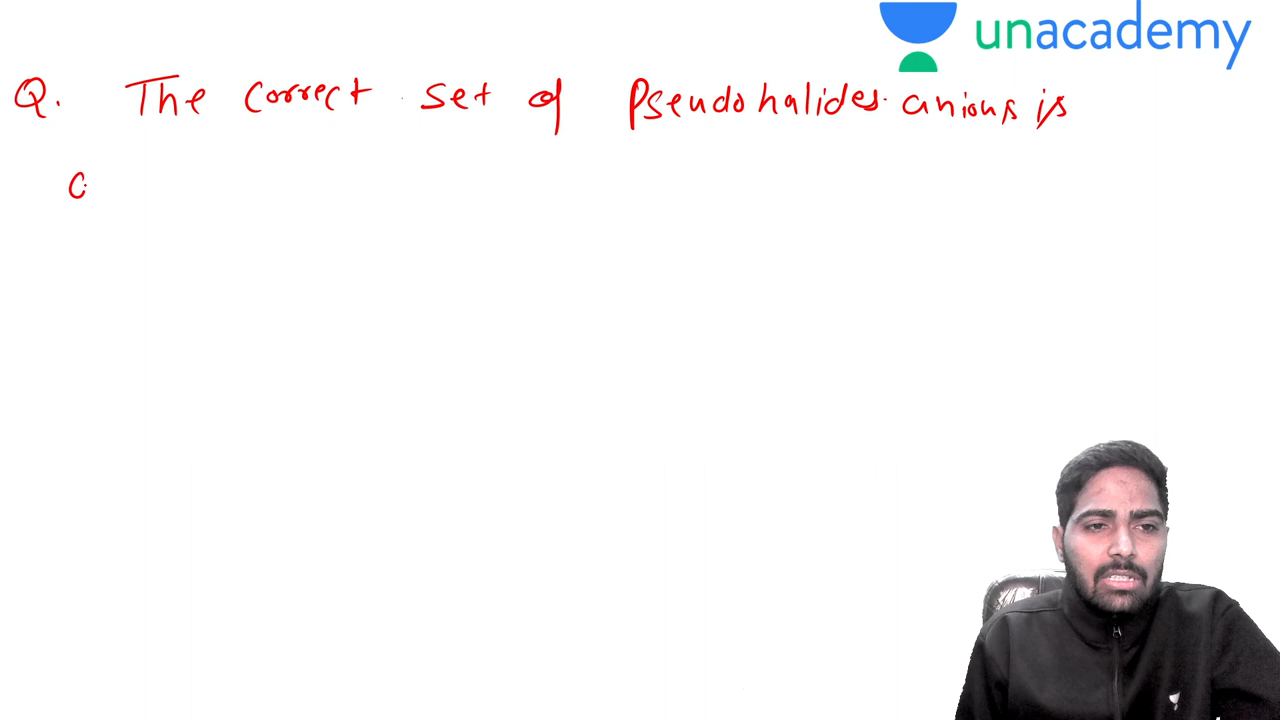 unacademy
Q. The correct set of Pseudohalides anions is